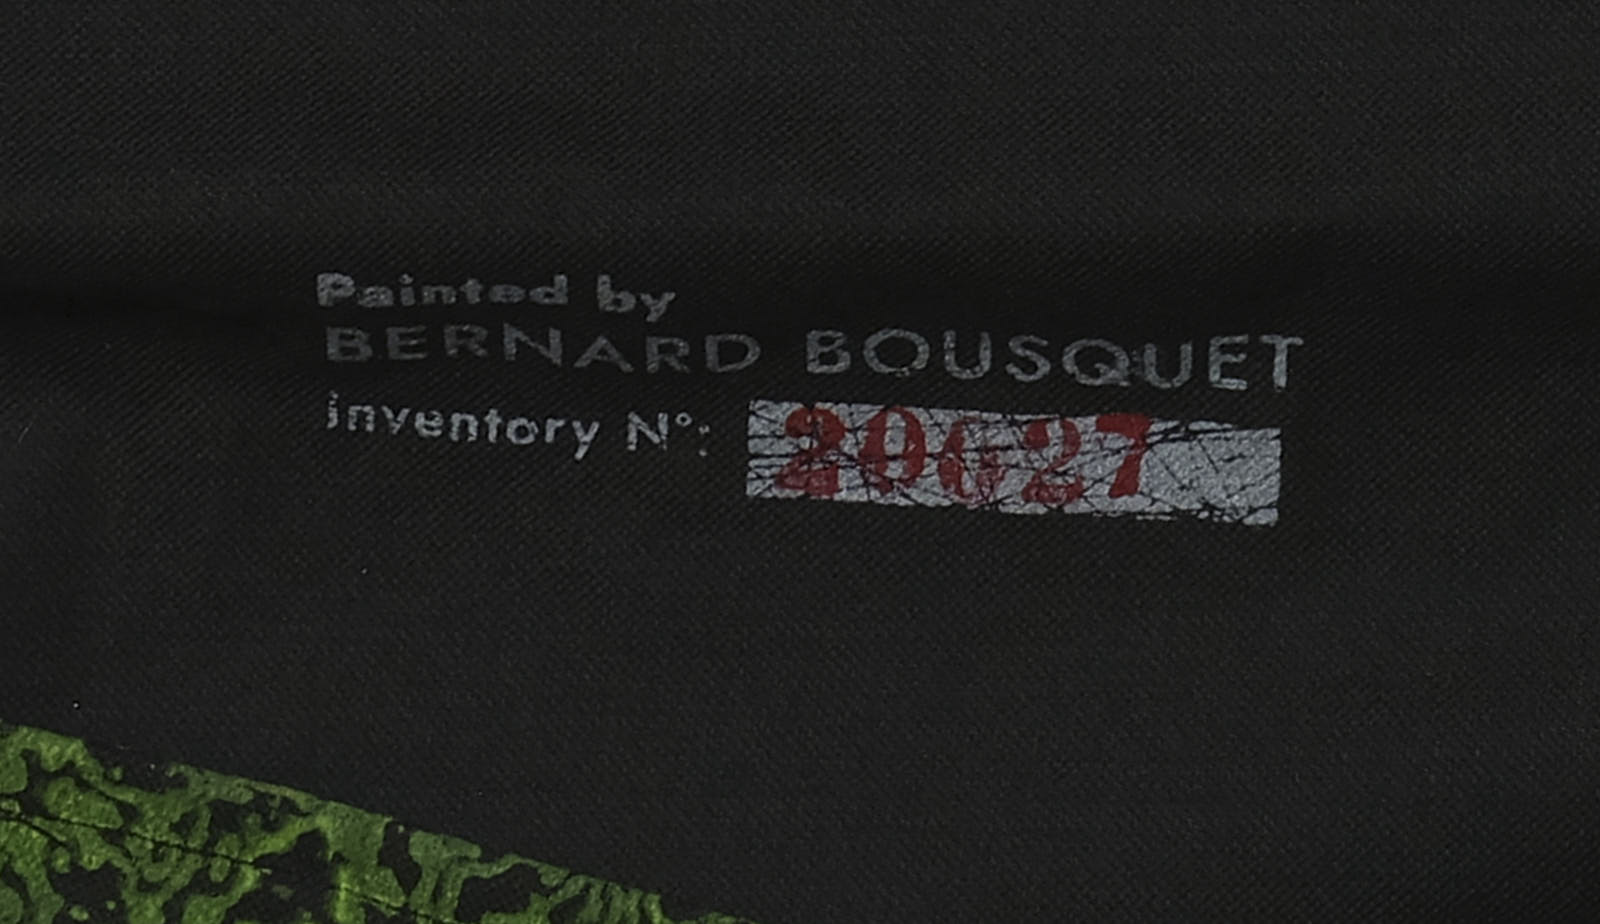 Painted by
BERNARD BOUSQUET
inventory N°: 20627